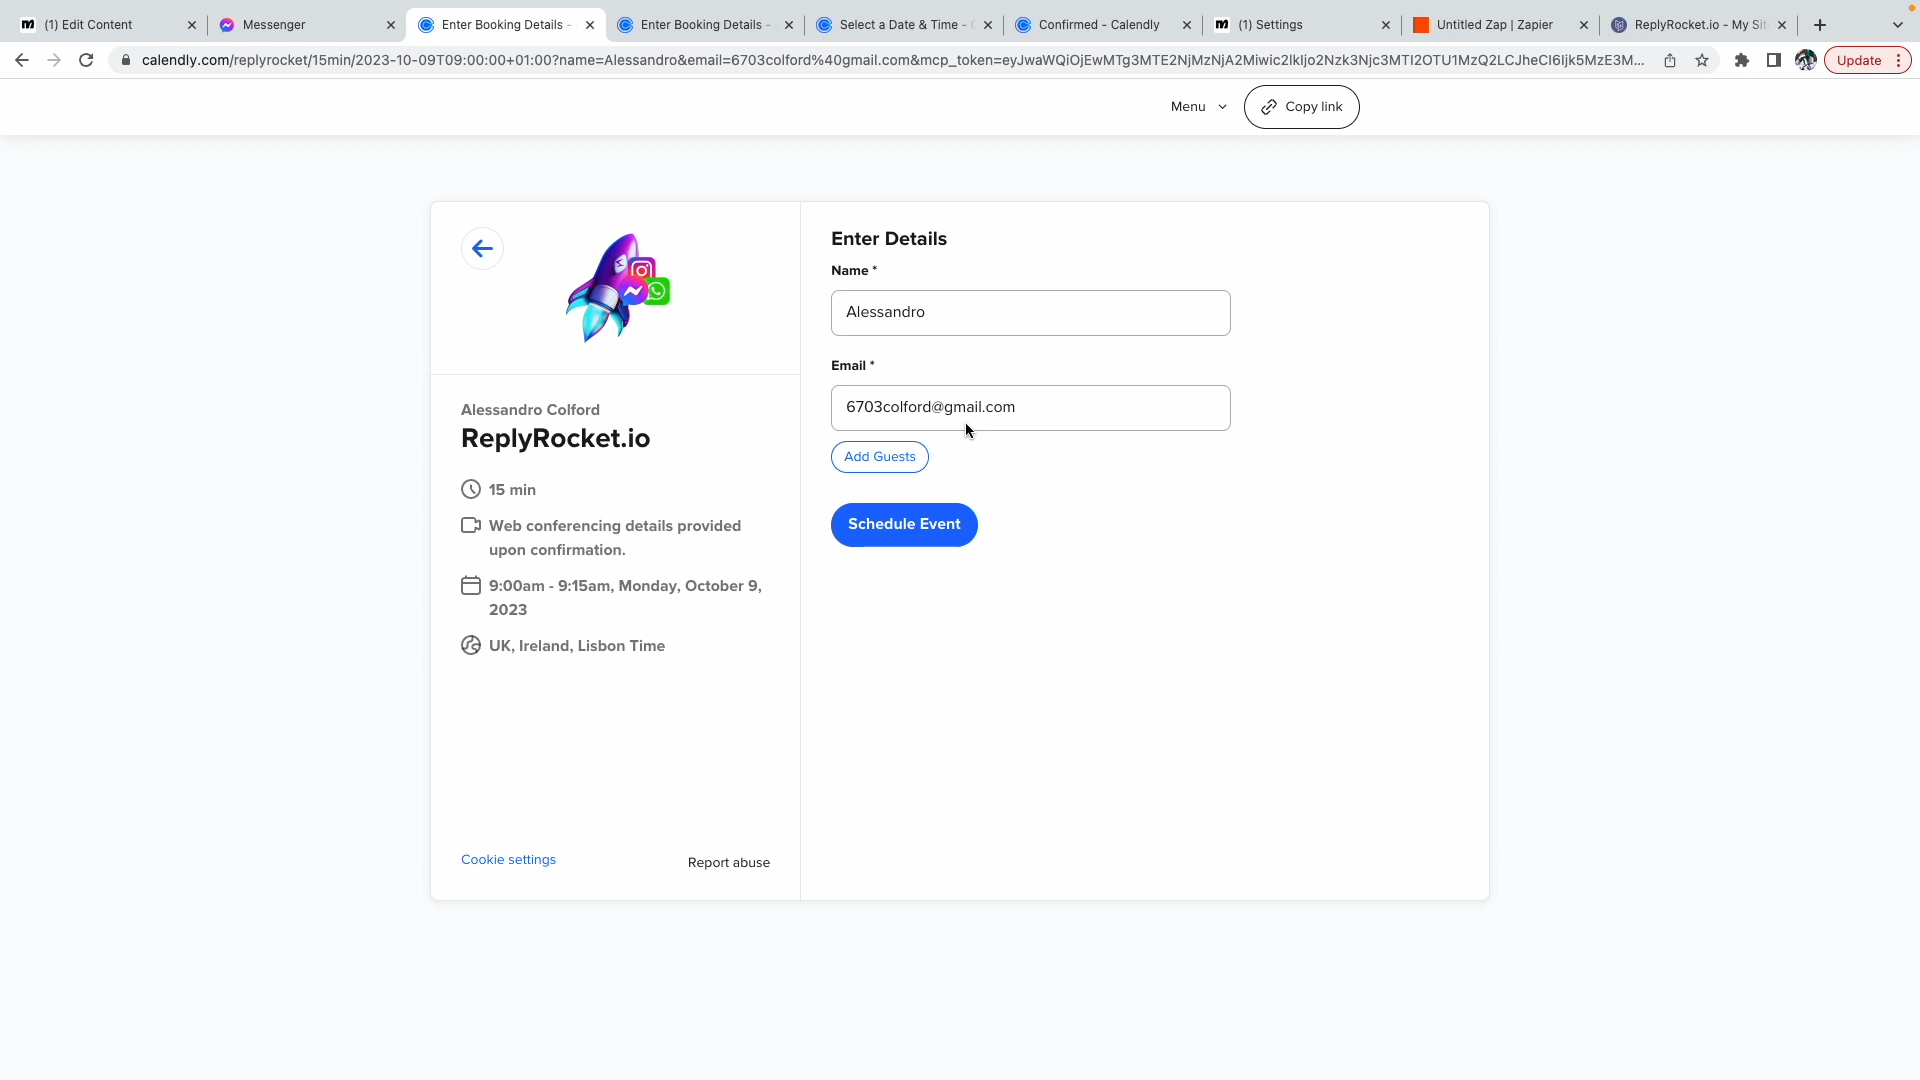 (1) Edit Content
Messenger
Enter Booking Details -
Enter Booking Details -
Select a Date & Time -
Confirmed - Calendly
(1) Settings
Untitled Zap | Zapier
ReplyRocket.io - My Sit
calendly.com/replyrocket/15min/2023-10-09T09:00:00+01:00?name=Alessandro&email=6703colford%40gmail.com&mcp_token=eyJwaWQiOjEwMTg3MTE2NjMzNjA2Miwic2lkIjo2Nzk3Njc3MTI2OTU1MzQ2LCJheCI6Ijk5MzE3M...
Update
Menu
Copy link
Alessandro Colford
ReplyRocket.io
15 min
Web conferencing details provided
upon confirmation.
9:00am - 9:15am, Monday, October 9,
2023
UK, Ireland, Lisbon Time
Cookie settings
Report abuse
Enter Details
Name *
Alessandro
Email *
6703colford@gmail.com
Add Guests
Schedule Event